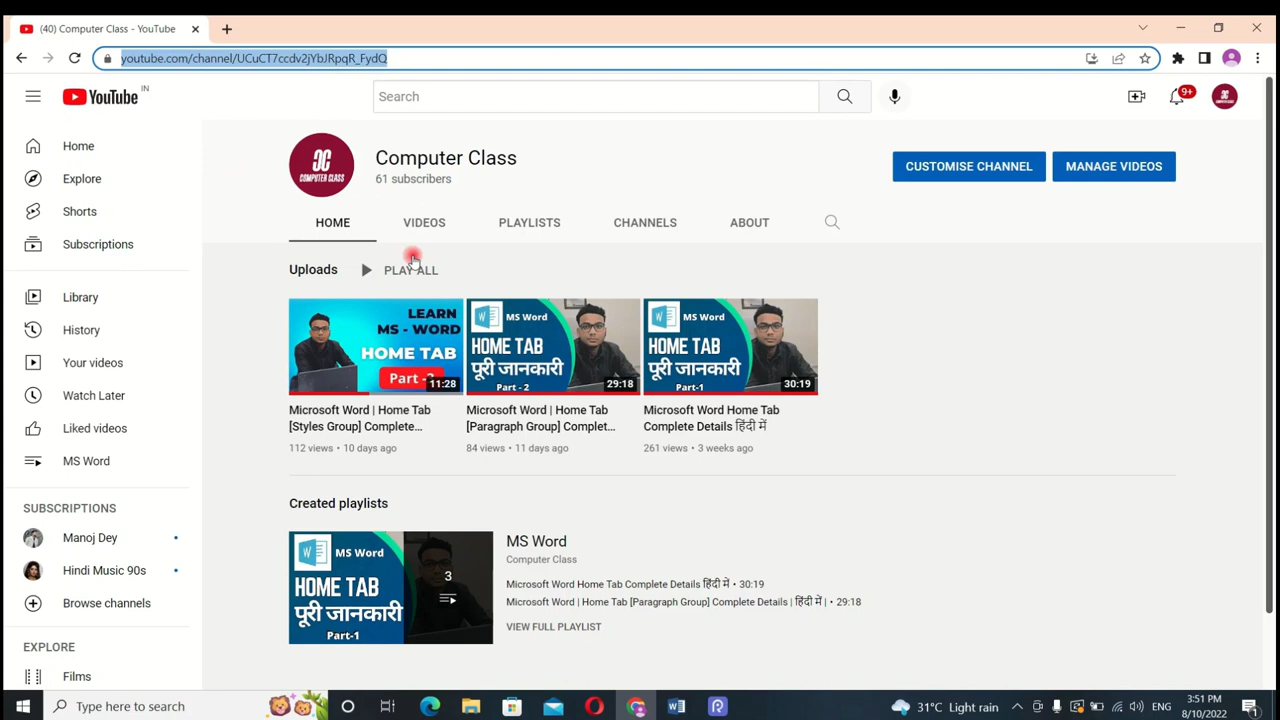 (40) Computer Class - YouTube
youtube.com/channel/UCuCT7ccdv2jYbJRpqR_FydQ
YouTube IN
Search
9+
Home
Explore
Shorts
Subscriptions
Library
History
Your videos
Watch Later
Liked videos
MS Word
SUBSCRIPTIONS
Manoj Dey
Hindi Music 90s
Browse channels
EXPLORE
Films
COMPUTER CLASS
Computer Class
61 subscribers
CUSTOMISE CHANNEL
MANAGE VIDEOS
HOME
VIDEOS
PLAYLISTS
CHANNELS
ABOUT
Uploads
PLAY ALL
LEARN
MS - WORD
HOME TAB
Part -
11:28
Microsoft Word | Home Tab
[Styles Group] Complete...
112 views • 10 days ago
MS Word
HOME TAB
पूरी जानकारी
Part - 2
29:18
Microsoft Word | Home Tab
[Paragraph Group] Complet...
84 views • 11 days ago
MS Word
HOME TAB
पूरी जानकारी
Part-1
30:19
Microsoft Word Home Tab
Complete Details हिंदी में
261 views • 3 weeks ago
Created playlists
MS Word
HOME TAB
पूरी जानकारी
Part-1
3
MS Word
Computer Class
Microsoft Word Home Tab Complete Details हिंदी में • 30:19
Microsoft Word | Home Tab [Paragraph Group] Complete Details | हिंदी में | • 29:18
VIEW FULL PLAYLIST
Type here to search
31°C Light rain
ENG
3:51 PM
8/10/2022
1